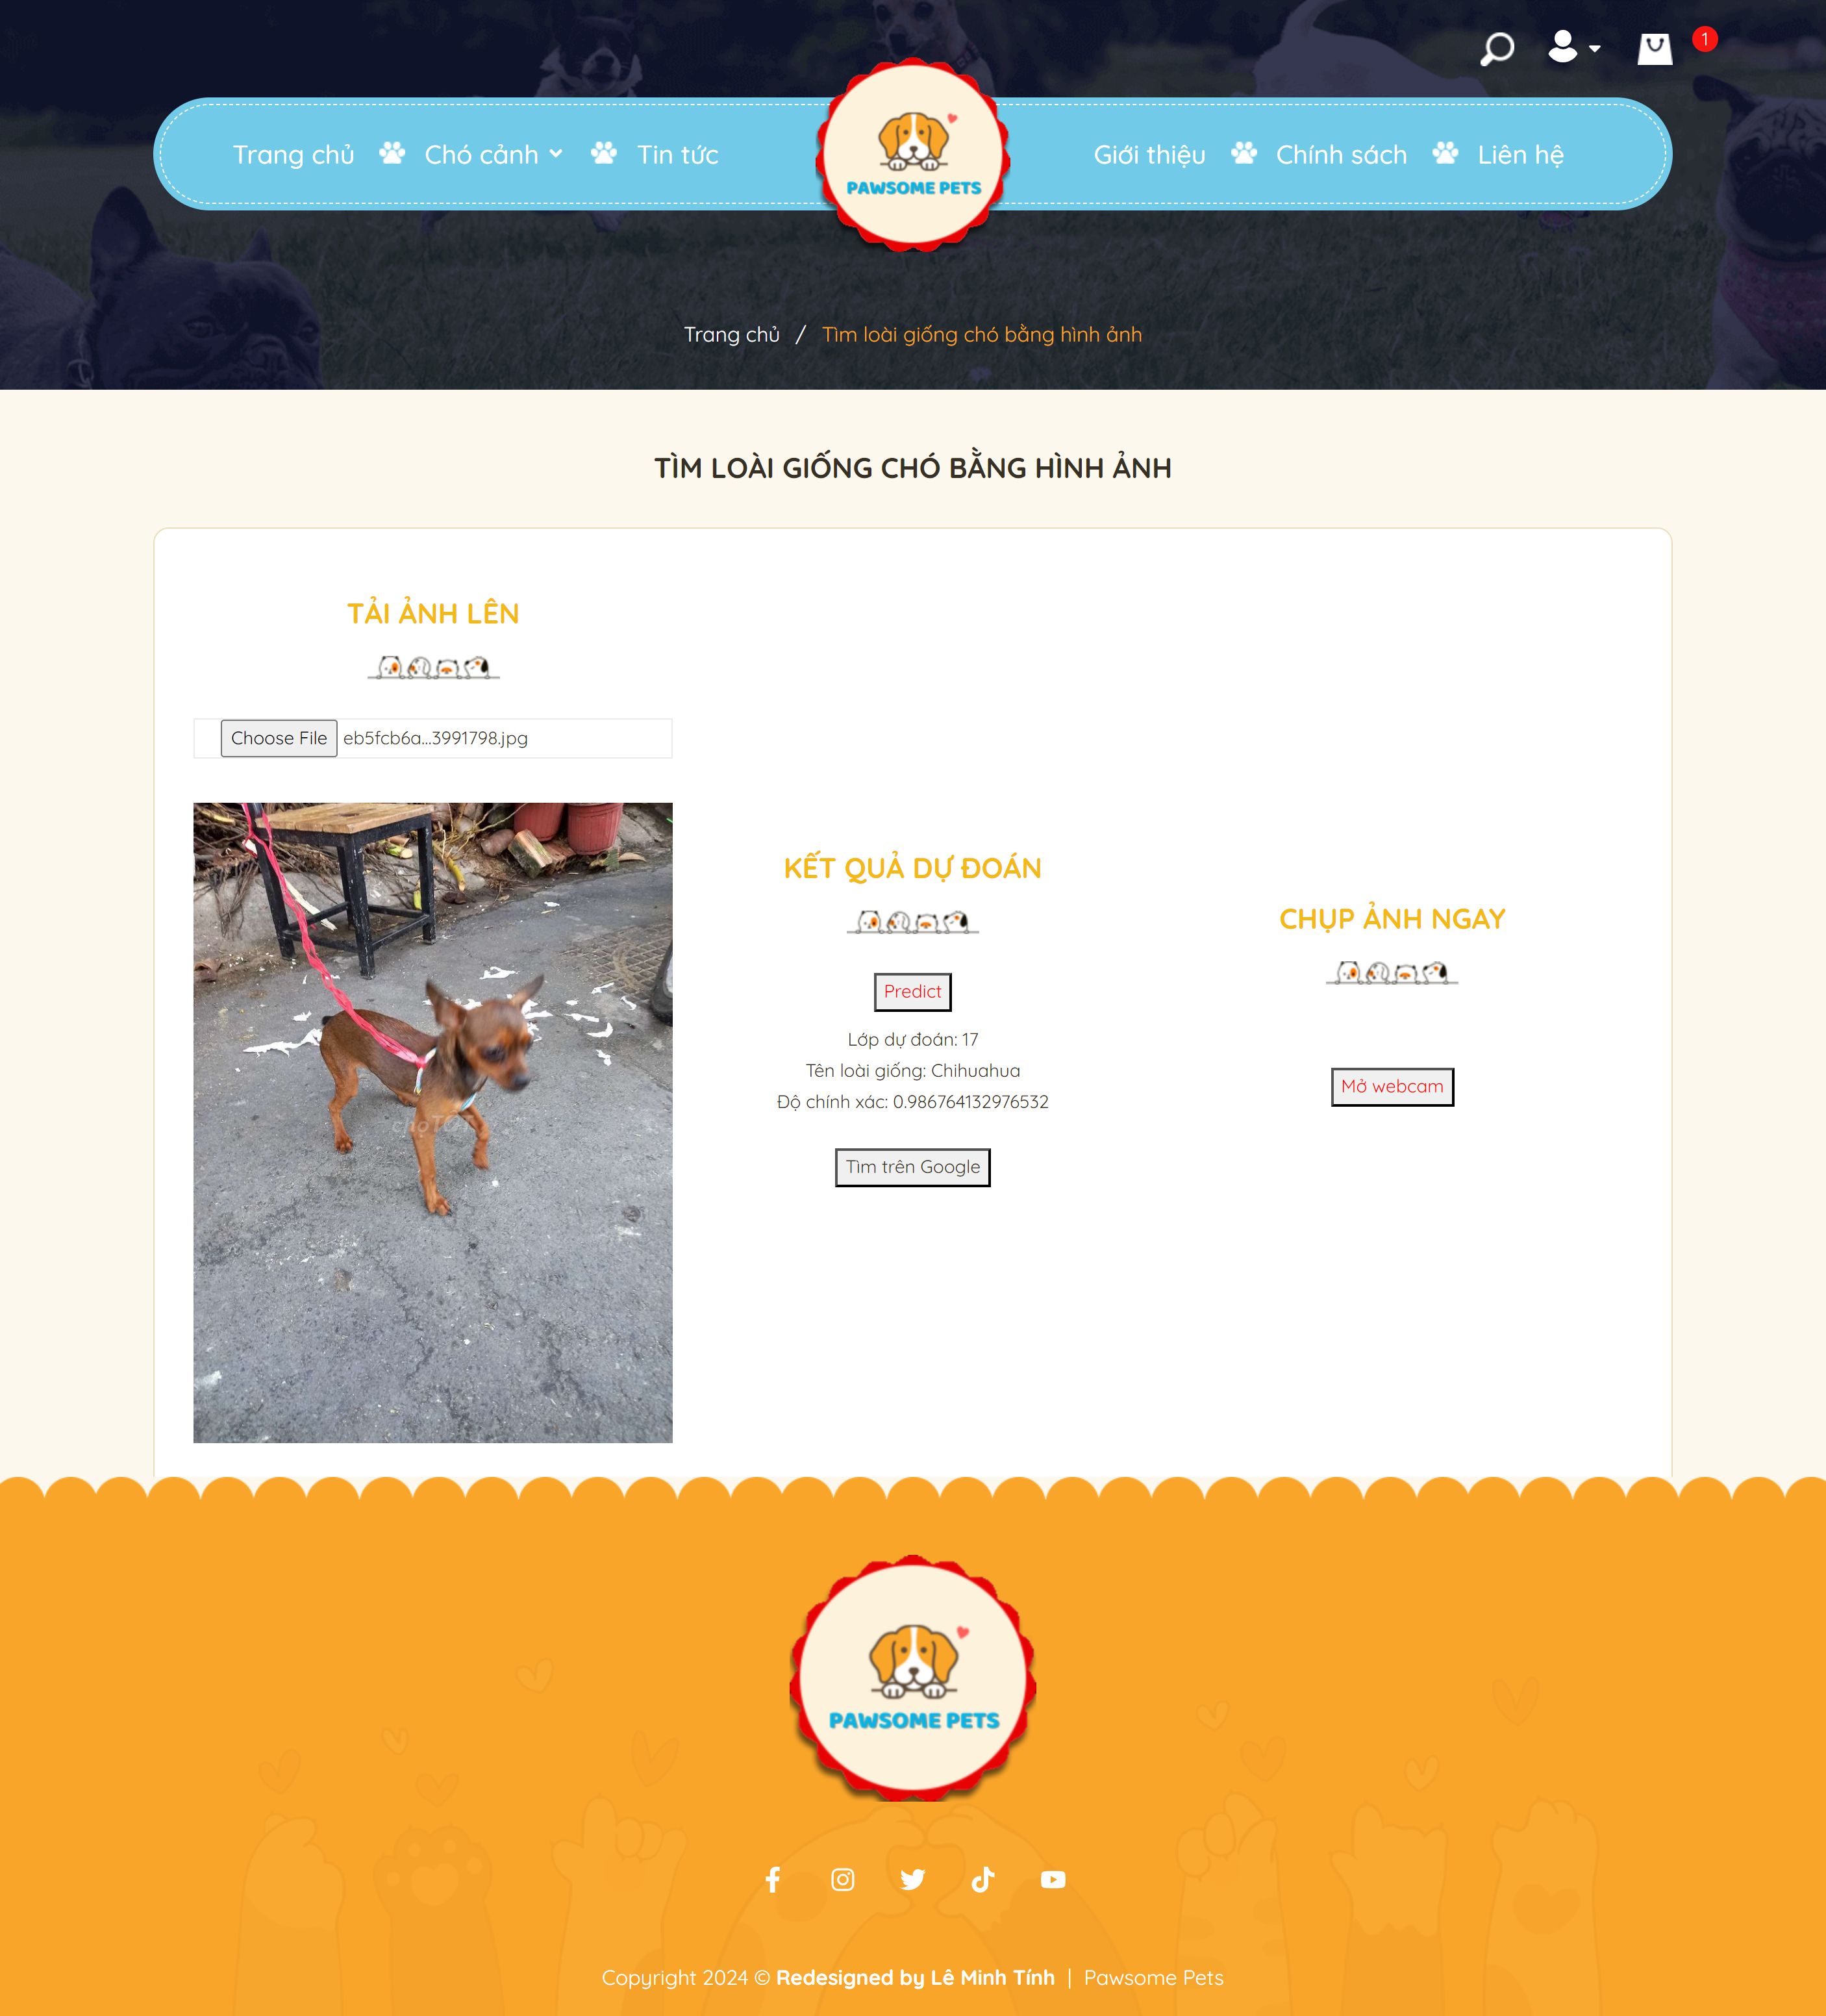 1
Trang chủ Chó cảnh Tin tức
PAWSOME PETS
Giới thiệu Chính sách Liên hệ
Trang chủ / Tìm loài giống chó bằng hình ảnh
TÌM LOÀI GIỐNG CHÓ BẰNG HÌNH ẢNH
TẢI ẢNH LÊN
Choose File eb5fcb6a...3991798.jpg
chợTỐT
KẾT QUẢ DỰ ĐOÁN
Predict
Lớp dự đoán: 17
Tên loài giống: Chihuahua
Độ chính xác: 0.986764132976532
Tìm trên Google
CHỤP ẢNH NGAY
Mở webcam
PAWSOME PETS
Copyright 2024 © Redesigned by Lê Minh Tính | Pawsome Pets